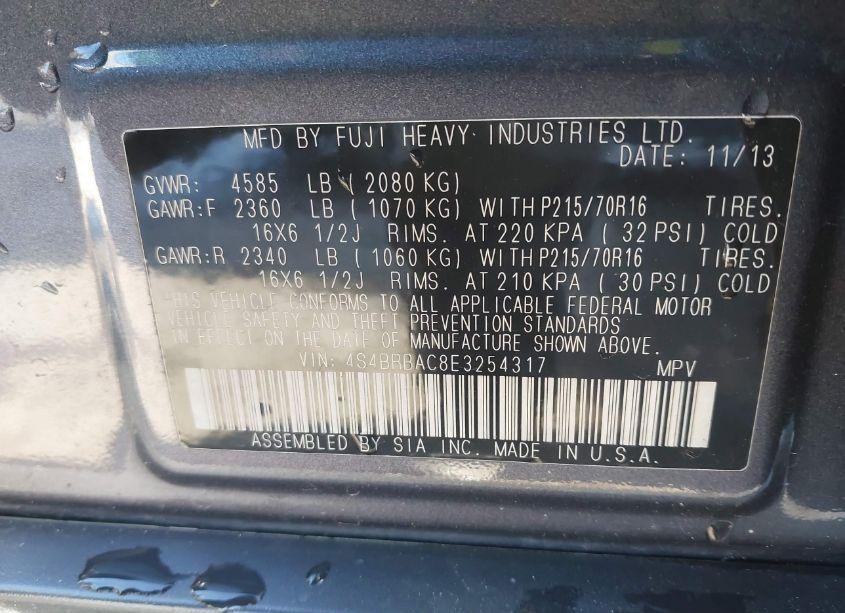 MFD BY FUJI HEAVY INDUSTRIES LTD.
DATE: 11/13
GVWR: 4585 LB ( 2080 KG)
GAWR:F 2360 LB ( 1070 KG) WITH P215/70R16 TIRES.
16X6 1/2J RIMS. AT 220 KPA ( 32 PSI) COLD
GAWR:R 2340 LB ( 1060 KG) WITH P215/70R16 TIRES.
16X6 1/2J RIMS. AT 210 KPA ( 30 PSI) COLD
THIS VEHICLE CONFORMS TO ALL APPLICABLE FEDERAL MOTOR
VEHICLE SAFETY AND THEFT PREVENTION STANDARDS
IN EFFECT ON THE DATE OF MANUFACTURE SHOWN ABOVE.
VIN: 4S4BRBAC8E3254317 MPV
ASSEMBLED BY SIA INC. MADE IN U.S.A.